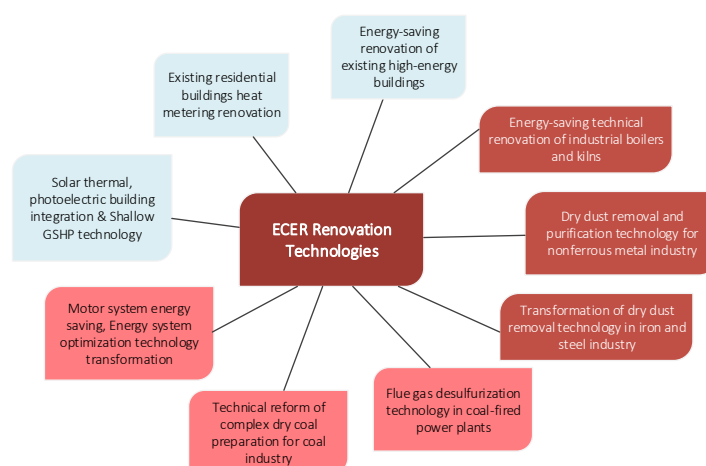 Energy-saving
renovation of
existing high-energy
buildings
Existing residential
buildings heat
metering renovation
Energy-saving technical
renovation of industrial boilers
and kilns
Solar thermal,
photoelectric building
integration & Shallow
GSHP technology
ECER Renovation
Technologies
Dry dust removal and
purification technology for
nonferrous metal industry
Motor system energy
saving, Energy system
optimization technology
transformation
Transformation of dry dust
removal technology in iron and
steel industry
Technical reform of
complex dry coal
preparation for coal
industry
Flue gas desulfurization
technology in coal-fired
power plants